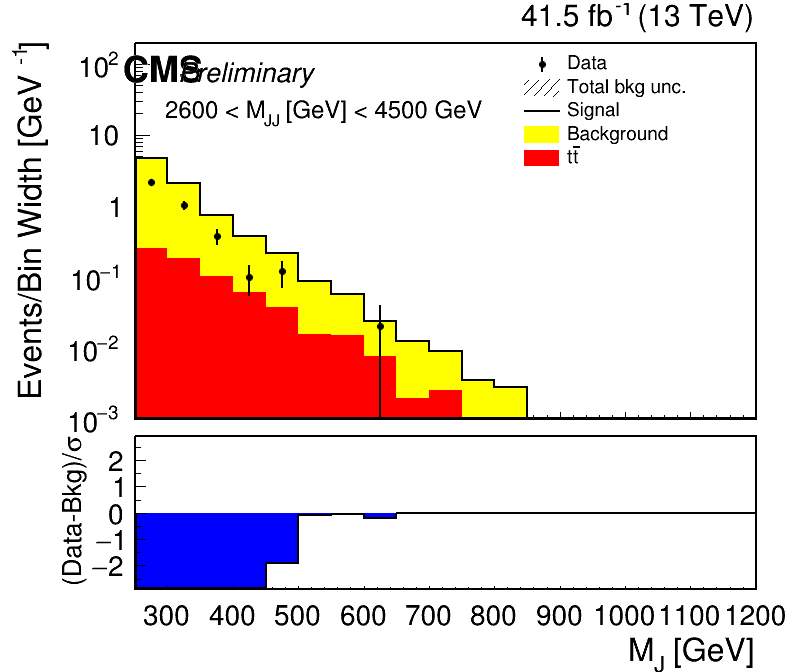 41.5 fb⁻¹ (13 TeV)
CMS Preliminary
2600 < M_JJ [GeV] < 4500 GeV
Data
Total bkg unc.
Signal
Background
tt̄
Events/Bin Width [GeV⁻¹]
10²
10
1
10⁻¹
10⁻²
10⁻³
(Data-Bkg)/σ
2
1
0
−1
−2
300 400 500 600 700 800 900 1000 1100 1200
M_J [GeV]